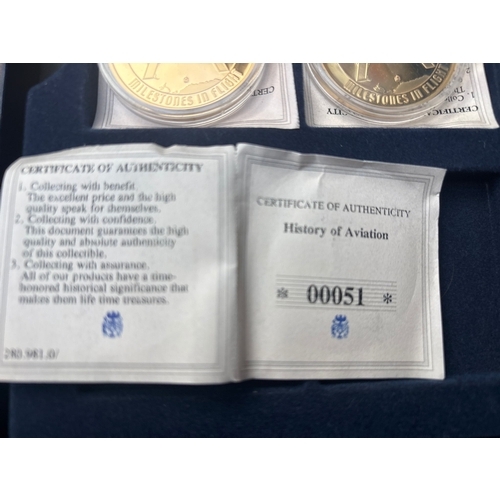 MILESTONES IN FLIGHT
MILESTONES IN FLIGHT
CERTIFICATE OF AUTHENTICITY
1. Collecting with benefit.
The excellent price and the high
quality speak for themselves.
2. Collecting with confidence.
This document guarantees the high
quality and absolute authenticity
of this collectible.
3. Collecting with assurance.
All of our products have a time-
honored historical significance that
makes them life time treasures.
280.961.0/
CERTIFICATE OF AUTHENTICITY
History of Aviation
* 00051 *